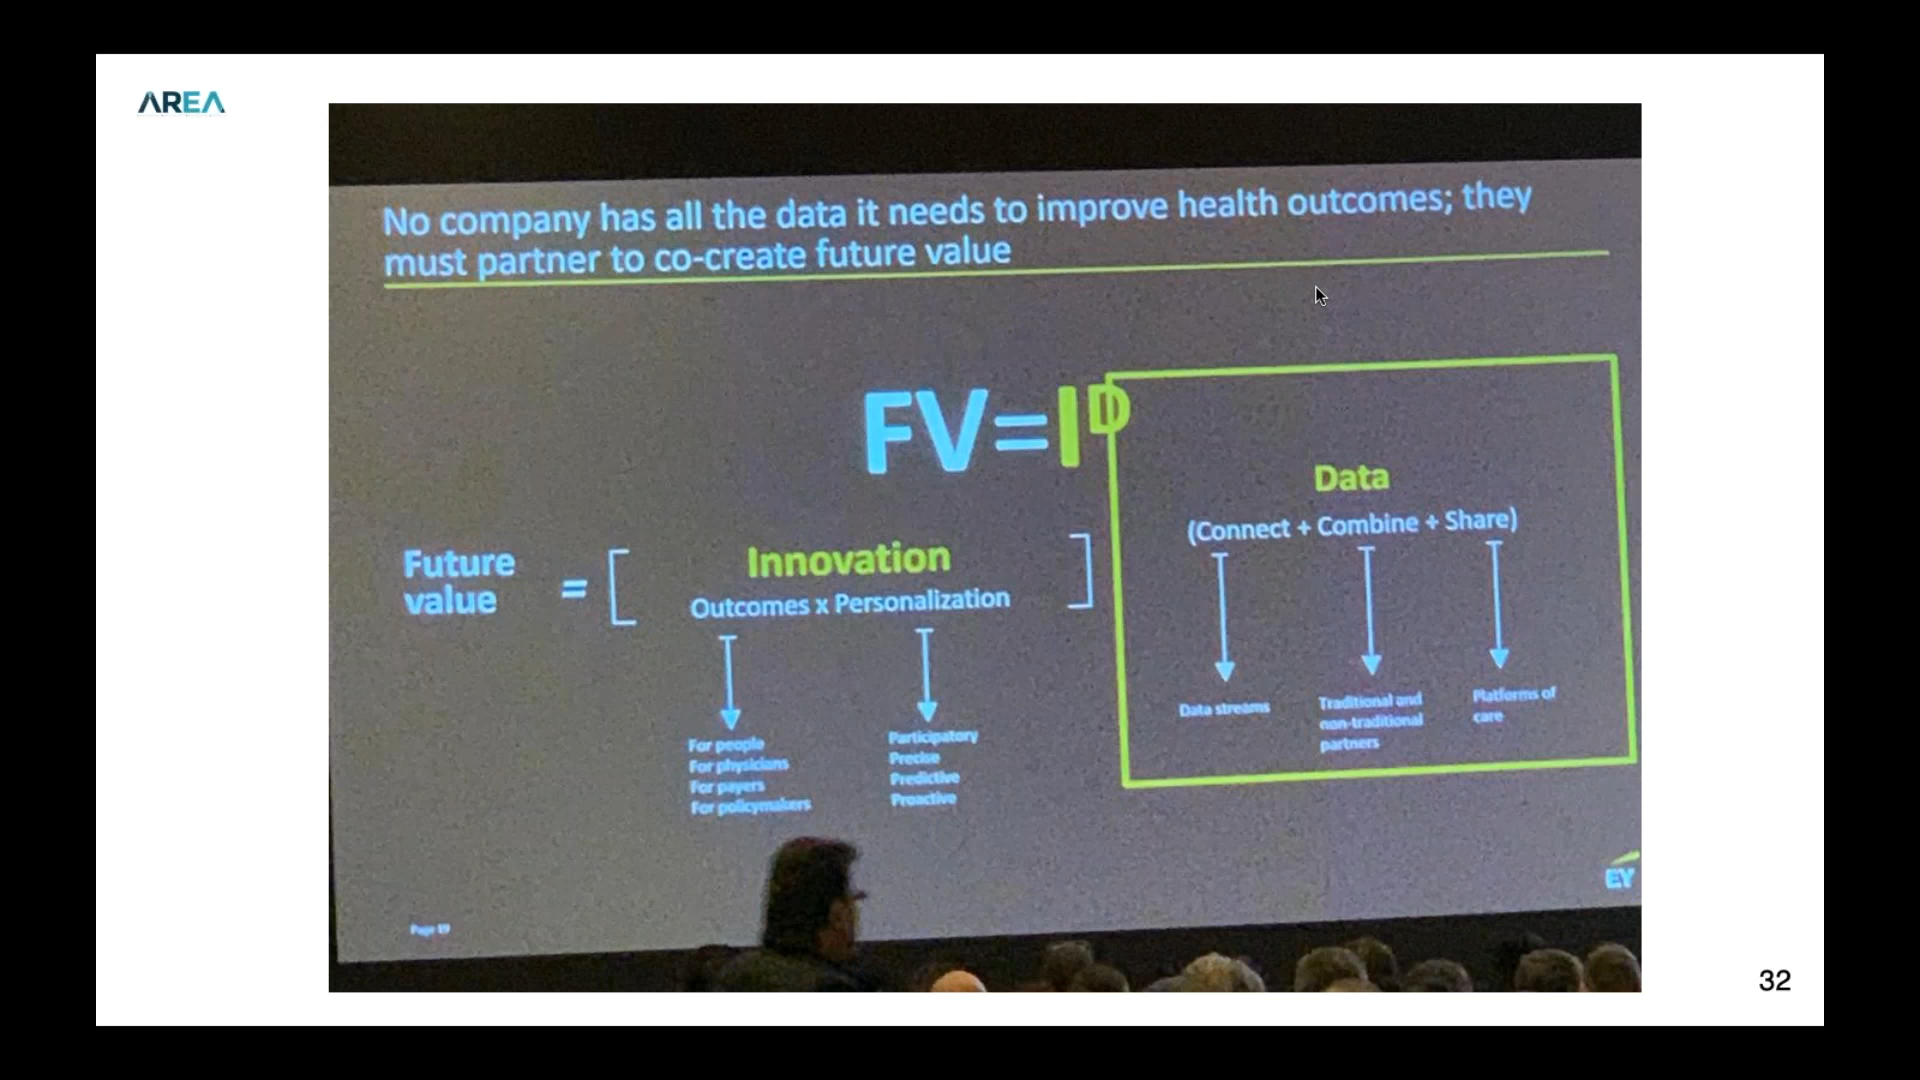 AREA
No company has all the data it needs to improve health outcomes; they
must partner to co-create future value
FV=I^D
Future
value
=
[
Innovation
Outcomes x Personalization
]
For people
For physicians
For payers
For policymakers
Participatory
Precise
Predictive
Proactive
Data
(Connect + Combine + Share)
Data streams
Traditional and
non-traditional
partners
Platforms of
care
EY
Page 19
32